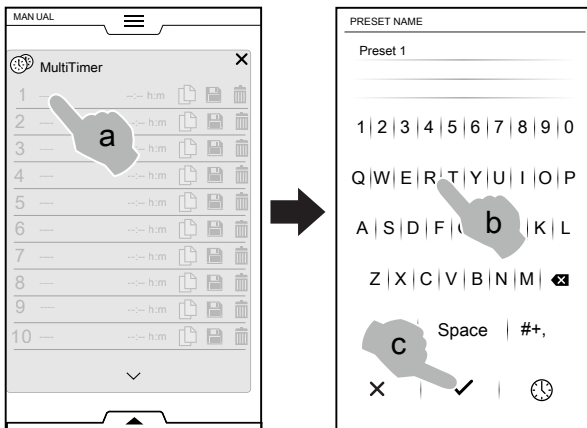 MAN UAL
MultiTimer
1 --- --:-- h:m
2 --- --:-- h:m
3 --- --:-- h:m
4 --- --:-- h:m
5 --- --:-- h:m
6 --- --:-- h:m
7 --- --:-- h:m
8 --- --:-- h:m
9 --- --:-- h:m
10 --- --:-- h:m
a
PRESET NAME
Preset 1
1 2 3 4 5 6 7 8 9 0
Q W E R T Y U I O P
A S D F K L
b
Z X C V B N M
Space #+,
c